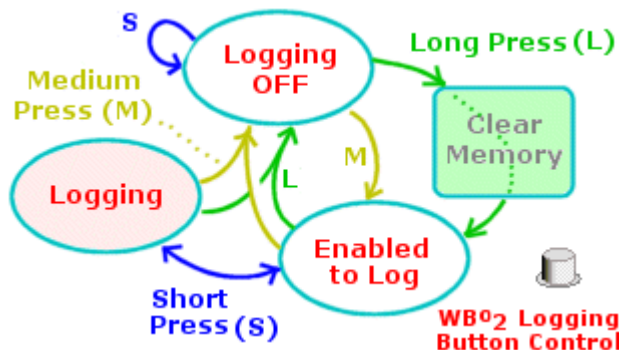 S
Logging
OFF
Long Press (L)
Medium
Press (M)
Clear
Memory
M
L
Logging
Enabled
to Log
Short
Press (S)
WBº2 Logging
Button Control